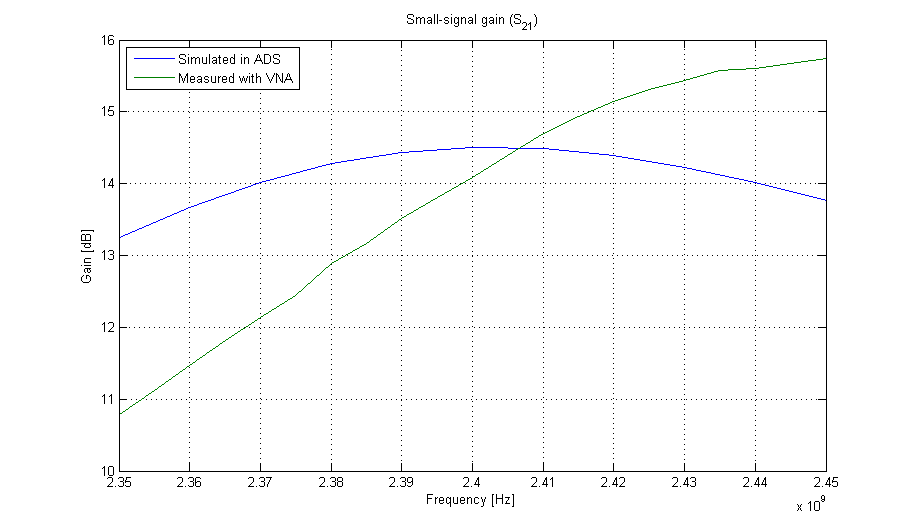 Small-signal gain (S21)
Simulated in ADS
Measured with VNA
Gain [dB]
16
15
14
13
12
11
10
2.35 2.36 2.37 2.38 2.39 2.4 2.41 2.42 2.43 2.44 2.45
Frequency [Hz]
x 10^9